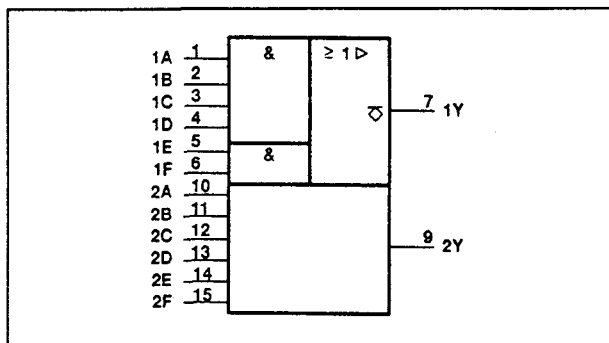 1A 1 & ≥ 1 ▷
1B 2
1C 3 7 1Y
1D 4
1E 5 &
1F 6
2A 10
2B 11
2C 12 9 2Y
2D 13
2E 14
2F 15